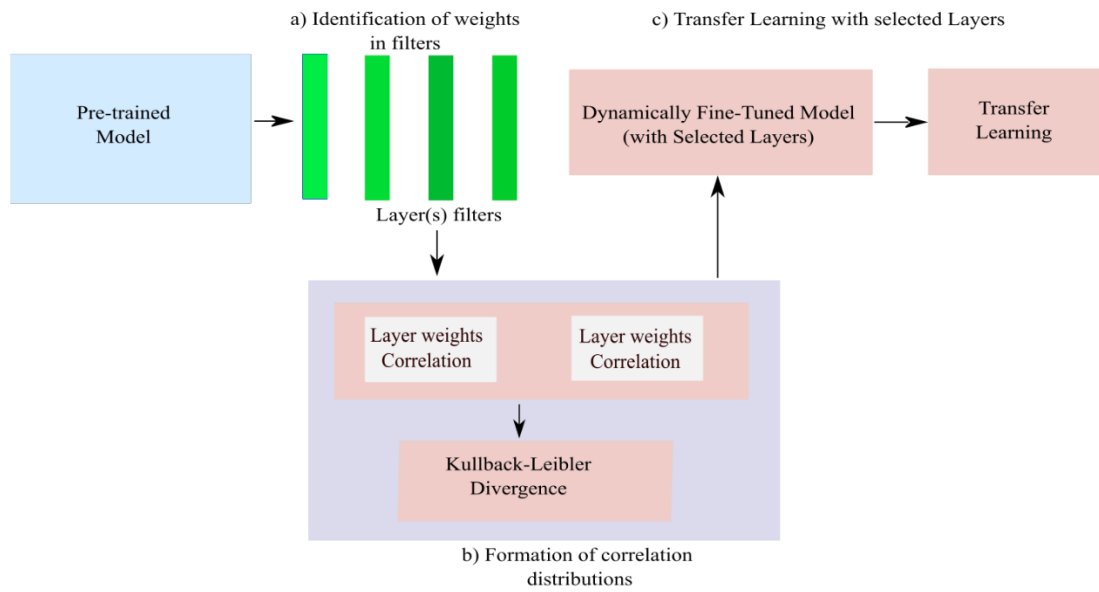 a) Identification of weights
in filters
Pre-trained
Model
Layer(s) filters
Layer weights
Correlation
Layer weights
Correlation
Kullback-Leibler
Divergence
b) Formation of correlation
distributions
c) Transfer Learning with selected Layers
Dynamically Fine-Tuned Model
(with Selected Layers)
Transfer
Learning